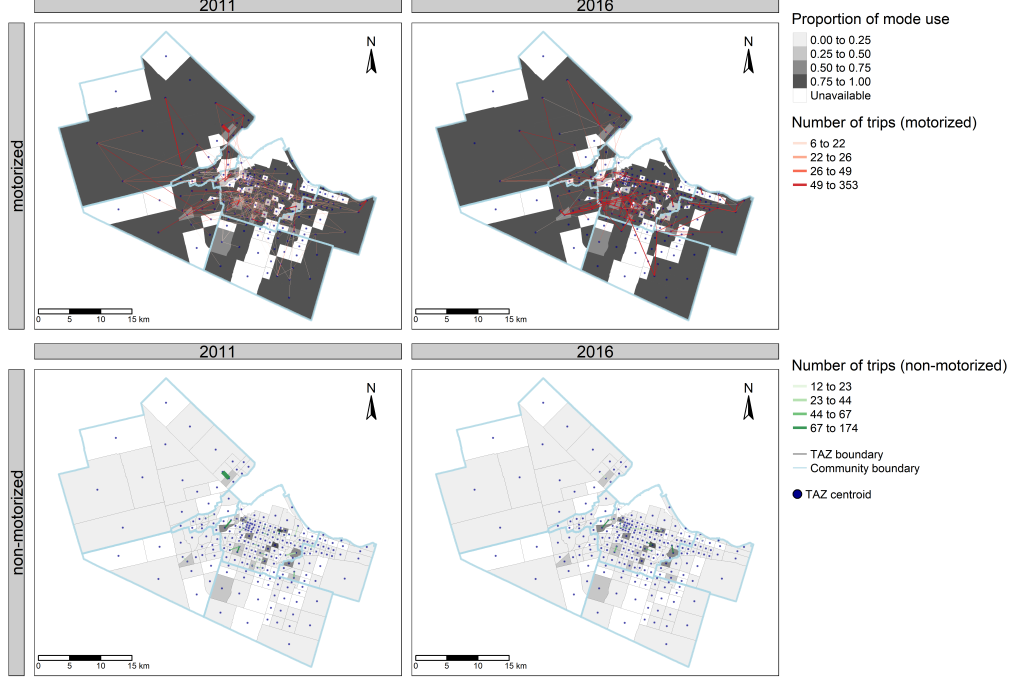 2011
2016
motorized
N
N
0 5 10 15 km
0 5 10 15 km
Proportion of mode use
0.00 to 0.25
0.25 to 0.50
0.50 to 0.75
0.75 to 1.00
Unavailable
Number of trips (motorized)
6 to 22
22 to 26
26 to 49
49 to 353
2011
2016
non-motorized
N
N
0 5 10 15 km
0 5 10 15 km
Number of trips (non-motorized)
12 to 23
23 to 44
44 to 67
67 to 174
TAZ boundary
Community boundary
TAZ centroid